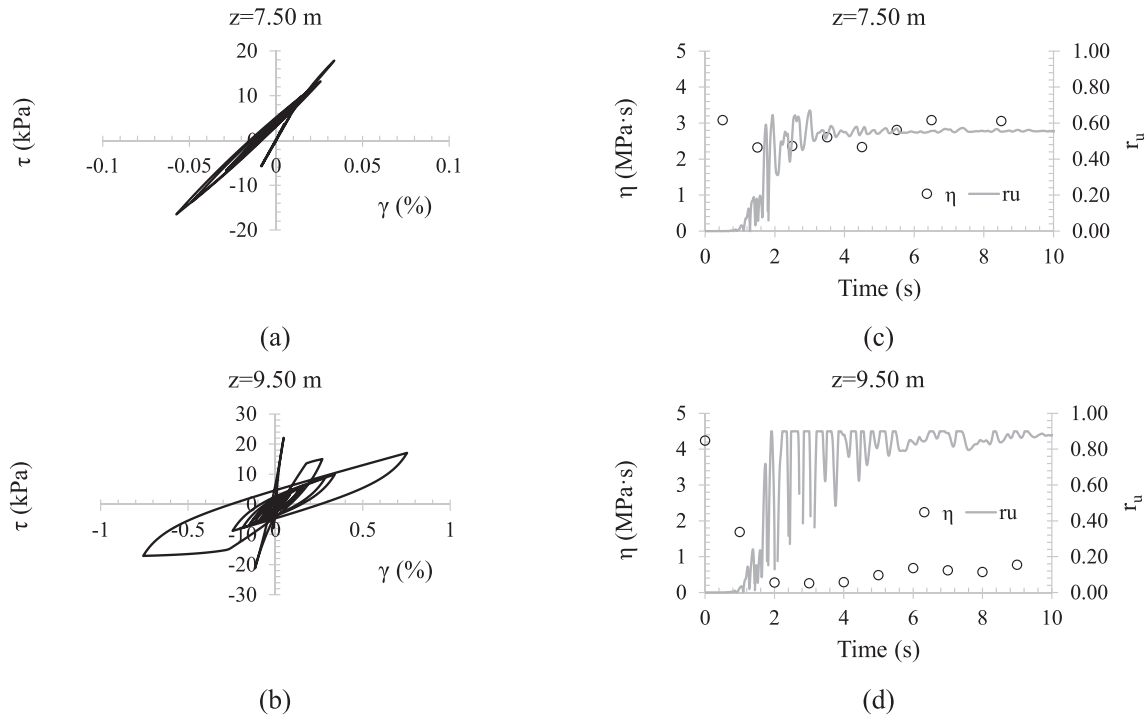 z=7.50 m
τ (kPa)
20
10
0
-10
-20
-0.1
-0.05
0
0.05
0.1
γ (%)
(a)
z=7.50 m
η (MPa·s)
5
4
3
2
1
0
1.00
0.80
0.60
0.40
0.20
0.00
r_u
η
ru
0
2
4
6
8
10
Time (s)
(c)
z=9.50 m
τ (kPa)
30
20
10
0
-10
-20
-30
-1
-0.5
0
0.5
1
γ (%)
(b)
z=9.50 m
η (MPa·s)
5
4
3
2
1
0
1.00
0.80
0.60
0.40
0.20
0.00
r_u
η
ru
0
2
4
6
8
10
Time (s)
(d)